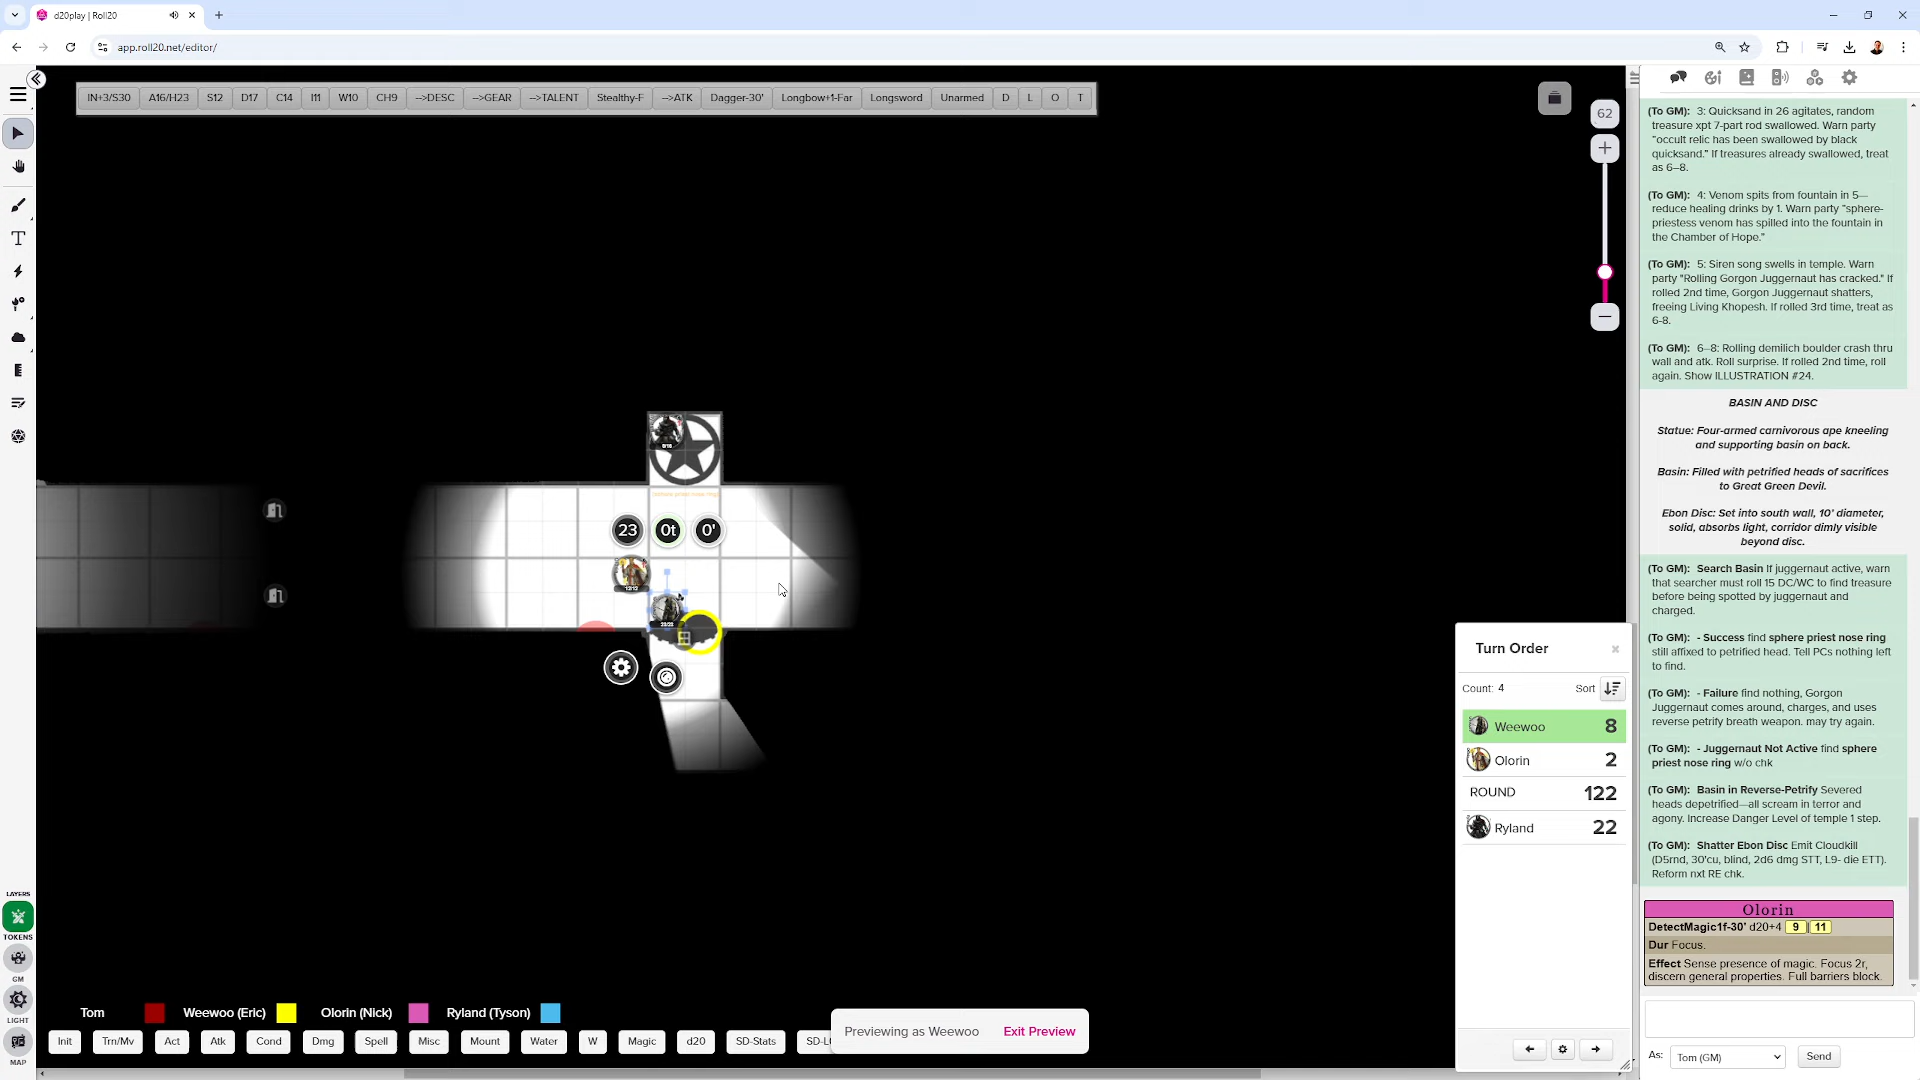 d20play | Roll20
app.roll20.net/editor/
IN+3/S30 A16/H23 S12 D17 C14 I11 W10 CH9 -->DESC -->GEAR -->TALENT Stealthy-F -->ATK Dagger-30' Longbow+1-Far Longsword Unarmed D L O T
62
23 0t 0'
12/12
23/23
Turn Order
Count: 4 Sort
Weewoo 8
Olorin 2
ROUND 122
Ryland 22
LAYERS
TOKENS
GM
LIGHT
MAP
Tom Weewoo (Eric) Olorin (Nick) Ryland (Tyson)
Init Trn/Mv Act Atk Cond Dmg Spell Misc Mount Water W Magic d20 SD-Stats
Previewing as Weewoo Exit Preview
(To GM): 3: Quicksand in 26 agitates, random
treasure xpt 7-part rod swallowed. Warn party
"occult relic has been swallowed by black
quicksand." If treasures already swallowed, treat
as 6–8.
(To GM): 4: Venom spits from fountain in 5—
reduce healing drinks by 1. Warn party "sphere-
priestess venom has spilled into the fountain in
the Chamber of Hope."
(To GM): 5: Siren song swells in temple. Warn
party "Rolling Gorgon Juggernaut has cracked." If
rolled 2nd time, Gorgon Juggernaut shatters,
freeing Living Khopesh. If rolled 3rd time, treat as
6-8.
(To GM): 6–8: Rolling demilich boulder crash thru
wall and atk. Roll surprise. If rolled 2nd time, roll
again. Show ILLUSTRATION #24.
BASIN AND DISC
Statue: Four-armed carnivorous ape kneeling
and supporting basin on back.
Basin: Filled with petrified heads of sacrifices
to Great Green Devil.
Ebon Disc: Set into south wall, 10' diameter,
solid, absorbs light, corridor dimly visible
beyond disc.
(To GM): Search Basin If juggernaut active, warn
that searcher must roll 15 DC/WC to find treasure
before being spotted by juggernaut and
charged.
(To GM): - Success find sphere priest nose ring
still affixed to petrified head. Tell PCs nothing left
to find.
(To GM): - Failure find nothing, Gorgon
Juggernaut comes around, charges, and uses
reverse petrify breath weapon. may try again.
(To GM): - Juggernaut Not Active find sphere
priest nose ring w/o chk
(To GM): Basin in Reverse-Petrify Severed
heads depetrified—all scream in terror and
agony. Increase Danger Level of temple 1 step.
(To GM): Shatter Ebon Disc Emit Cloudkill
(D5rnd, 30'cu, blind, 2d6 dmg STT, L9- die ETT).
Reform nxt RE chk.
Olorin
DetectMagic1f-30' d20+4 9 11
Dur Focus.
Effect Sense presence of magic. Focus 2r,
discern general properties. Full barriers block.
As: Tom (GM) Send